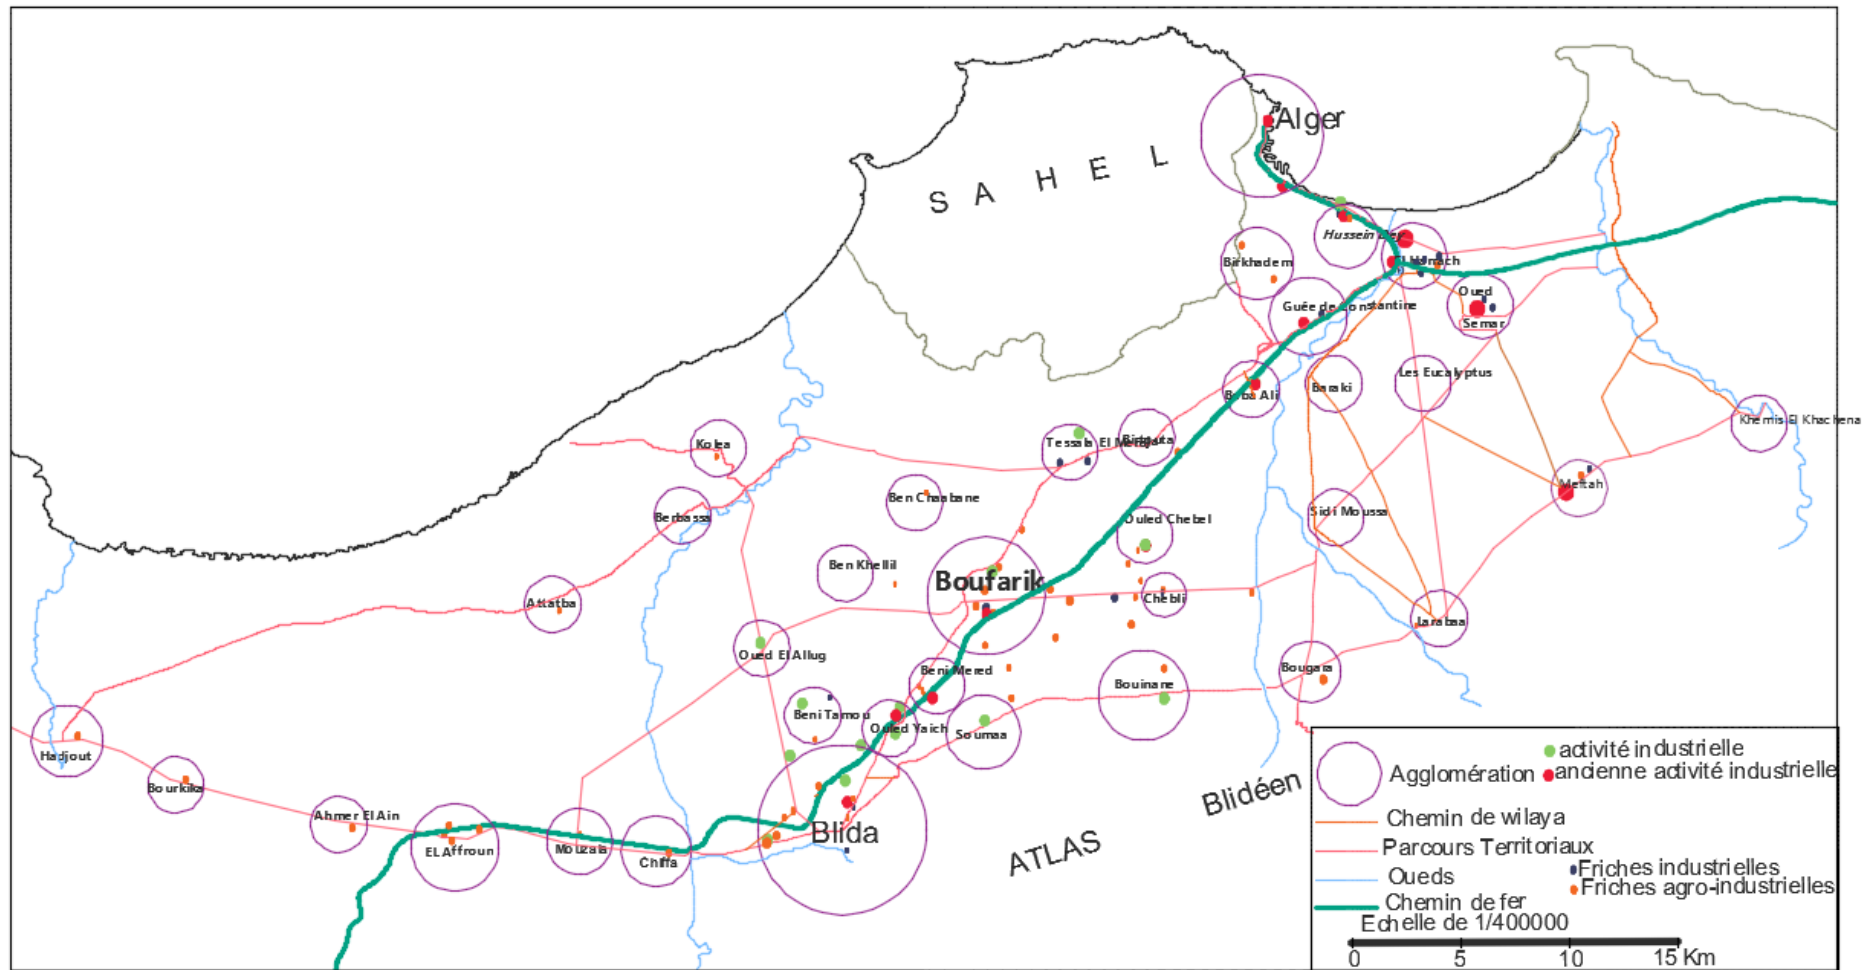 Alger
SAHEL
Hussein Dey
Birkhadem
El Harrach
Oued
Semar
Guée de Constantine
Baba Ali
Baraki
Les Eucalyptus
Khemis El Khachena
Kolea
Tessala El Merdja
Birtouta
Meftah
Ben Chaabane
Berbassa
Ouled Chebel
Sidi Moussa
Ben Khellil
Boufarik
Attatba
Chebli
Larabaa
Oued El Allug
Beni Mered
Bouinane
Bougara
Beni Tamou
Ouled Yaich
Soumaa
Hadjout
Bourkika
Ahmer El Ain
EL Affroun
Mouzaia
Chiffa
Blida
ATLAS
Blidéen
Agglomération
activité industrielle
ancienne activité industrielle
Chemin de wilaya
Parcours Territoriaux
Oueds
Friches industrielles
Friches agro-industrielles
Chemin de fer
Echelle de 1/400000
0 5 10 15 Km